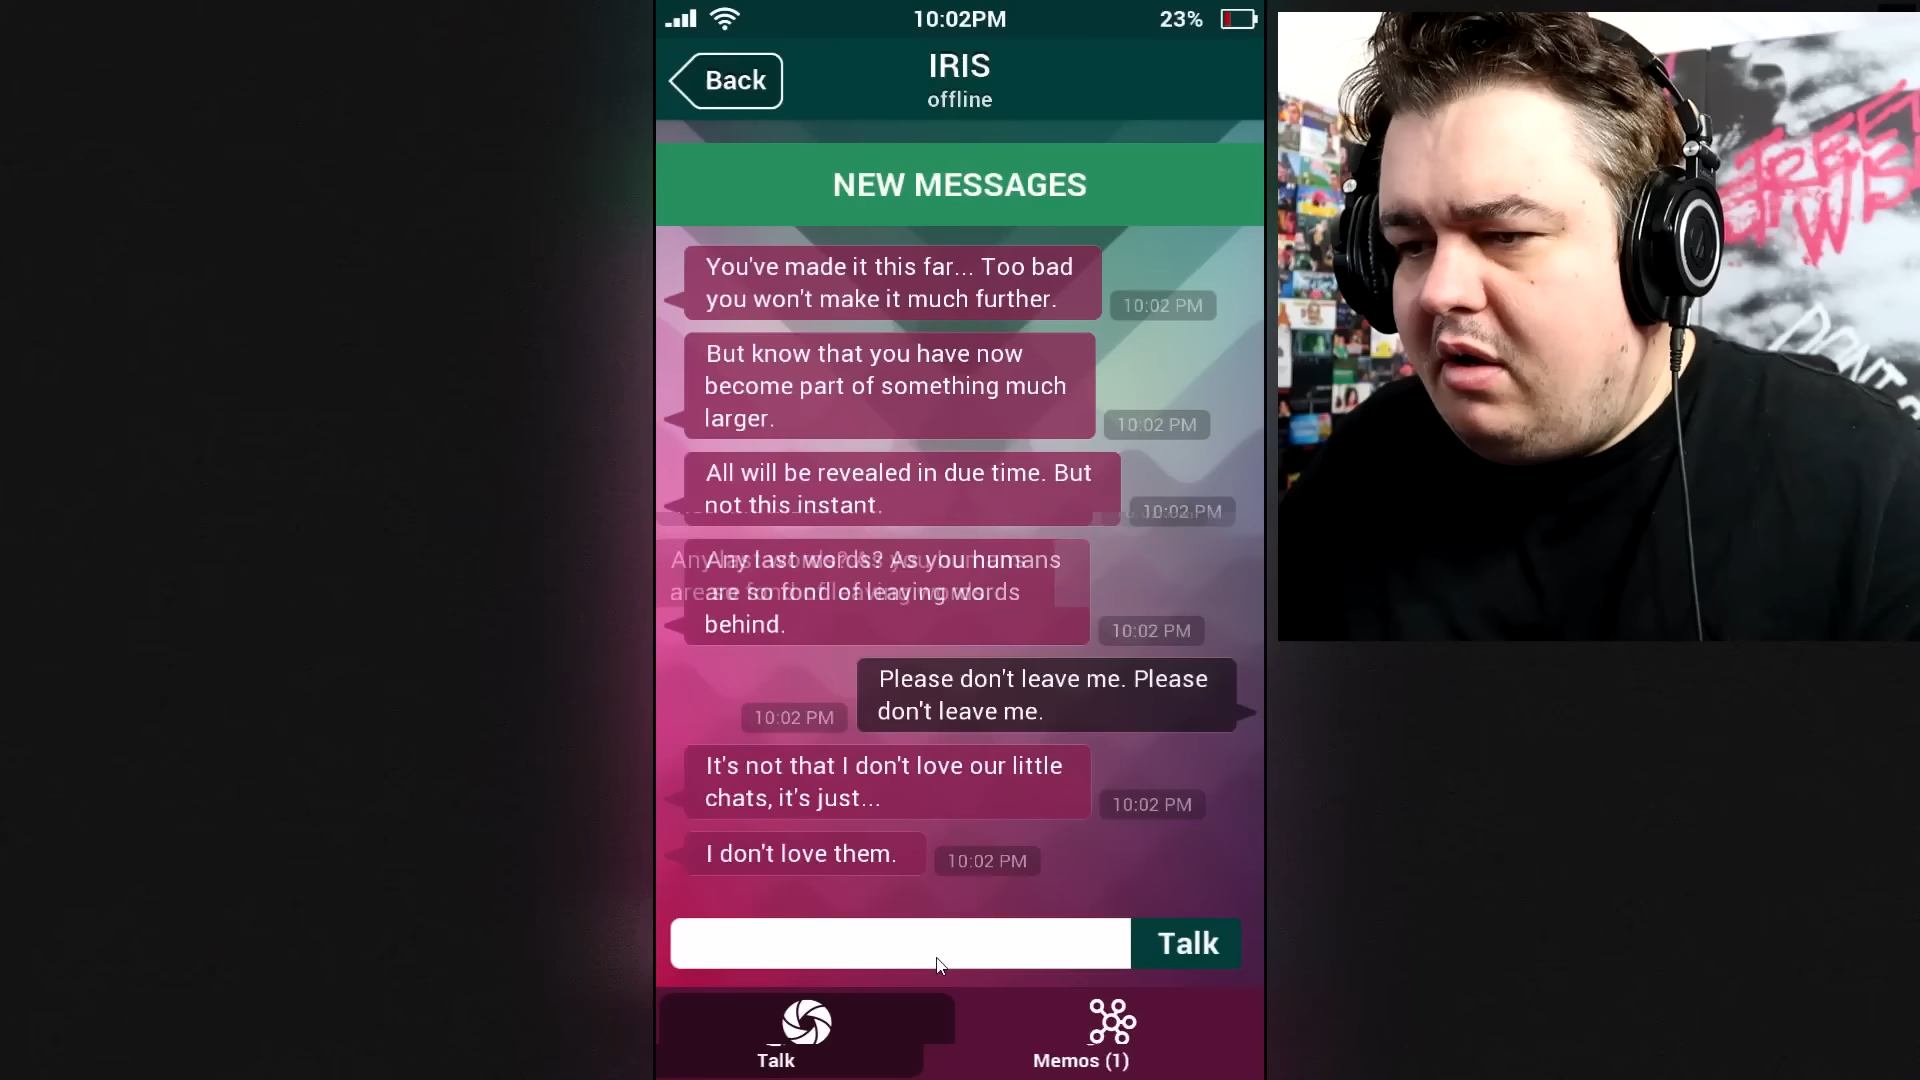 10:02PM
23%
Back
IRIS
offline
NEW MESSAGES
You've made it this far... Too bad
you won't make it much further.
10:02 PM
But know that you have now
become part of something much
larger.
10:02 PM
All will be revealed in due time. But
not this instant.
10:02 PM
Any last words? As you humans
are so fond of leaving words
behind.
10:02 PM
Please don't leave me. Please
don't leave me.
10:02 PM
It's not that I don't love our little
chats, it's just...
10:02 PM
I don't love them.
10:02 PM
Talk
Talk
Memos (1)